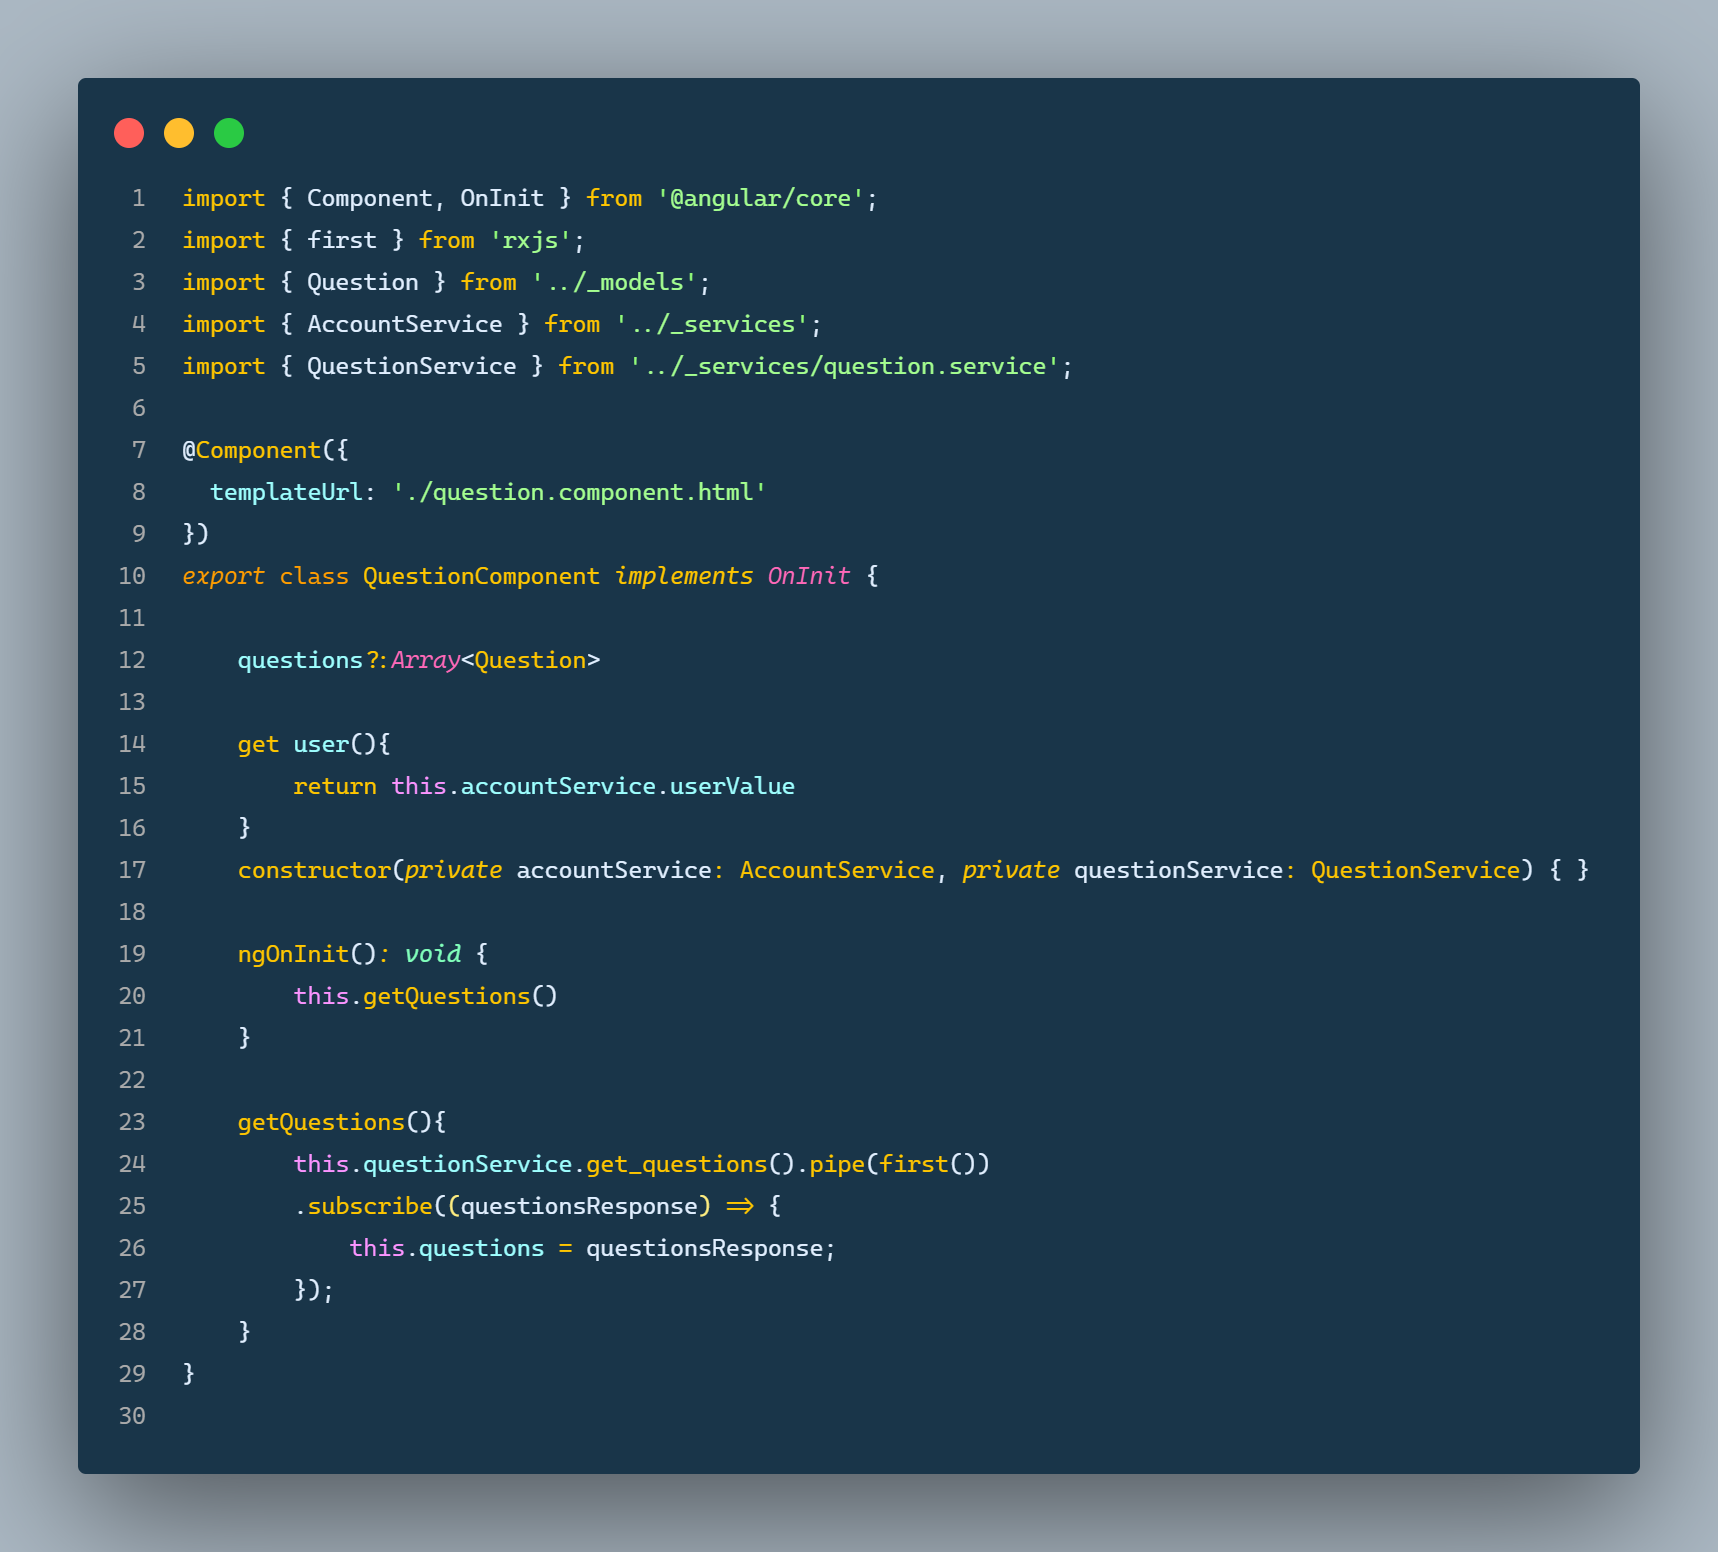 1 import { Component, OnInit } from '@angular/core';
2 import { first } from 'rxjs';
3 import { Question } from '../_models';
4 import { AccountService } from '../_services';
5 import { QuestionService } from '../_services/question.service';
6
7 @Component({
8   templateUrl: './question.component.html'
9 })
10 export class QuestionComponent implements OnInit {
11
12     questions?:Array<Question>
13
14     get user(){
15         return this.accountService.userValue
16     }
17     constructor(private accountService: AccountService, private questionService: QuestionService) { }
18
19     ngOnInit(): void {
20         this.getQuestions()
21     }
22
23     getQuestions(){
24         this.questionService.get_questions().pipe(first())
25         .subscribe((questionsResponse) => {
26             this.questions = questionsResponse;
27         });
28     }
29 }
30